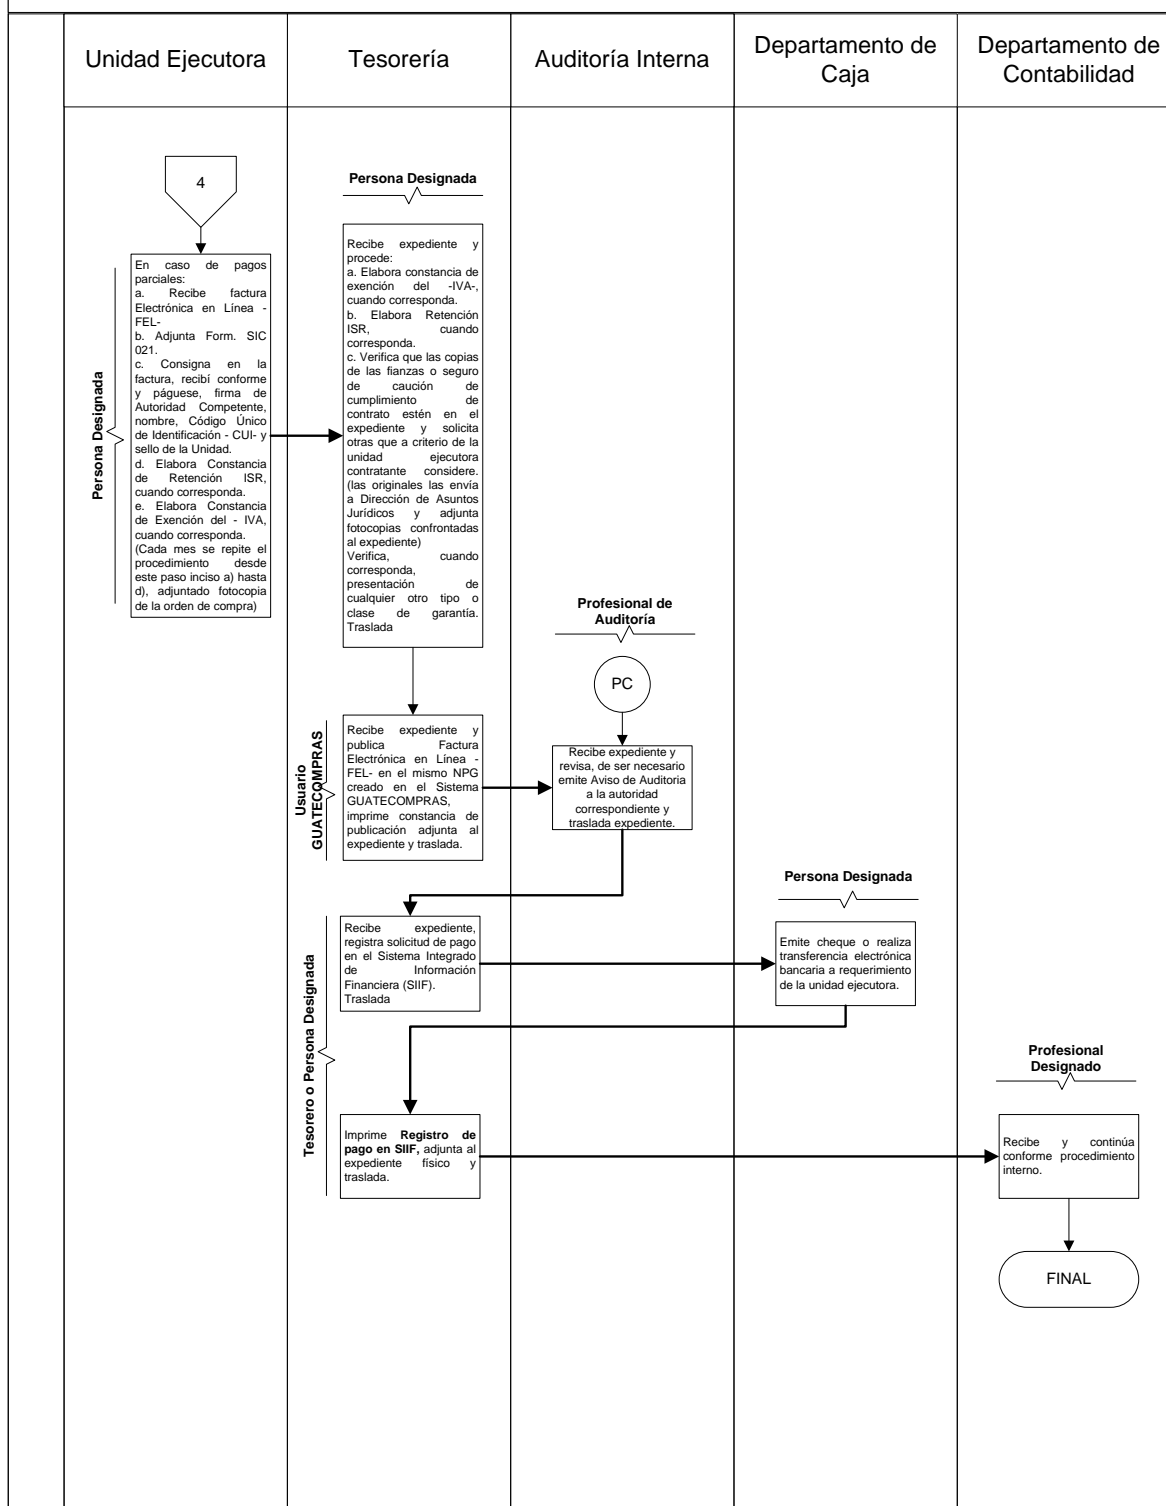 Unidad Ejecutora
Tesorería
Auditoría Interna
Departamento de
Caja
Departamento de
Contabilidad
4
Persona Designada
En caso de pagos
parciales:
a. Recibe factura
Electrónica en Línea -
FEL-
b. Adjunta Form. SIC
021.
c. Consigna en la
factura, recibí conforme
y páguese, firma de
Autoridad Competente,
nombre, Código Único
de Identificación - CUI- y
sello de la Unidad.
d. Elabora Constancia
de Retención ISR,
cuando corresponda.
e. Elabora Constancia
de Exención del - IVA,
cuando corresponda.
(Cada mes se repite el
procedimiento desde
este paso inciso a) hasta
d), adjuntado fotocopia
de la orden de compra)
Persona Designada
Recibe expediente y
procede:
a. Elabora constancia de
exención del -IVA-,
cuando corresponda.
b. Elabora Retención
ISR, cuando
corresponda.
c. Verifica que las copias
de las fianzas o seguro
de caución de
cumplimiento de
contrato estén en el
expediente y solicita
otras que a criterio de la
unidad ejecutora
contratante considere.
(las originales las envía
a Dirección de Asuntos
Jurídicos y adjunta
fotocopias confrontadas
al expediente)
Verifica, cuando
corresponda,
presentación de
cualquier otro tipo o
clase de garantía.
Traslada
Usuario
GUATECOMPRAS
Recibe expediente y
publica Factura
Electrónica en Línea -
FEL- en el mismo NPG
creado en el Sistema
GUATECOMPRAS,
imprime constancia de
publicación adjunta al
expediente y traslada.
Profesional de
Auditoría
PC
Recibe expediente y
revisa, de ser necesario
emite Aviso de Auditoria
a la autoridad
correspondiente y
traslada expediente.
Tesorero o Persona Designada
Recibe expediente,
registra solicitud de pago
en el Sistema Integrado
de Información
Financiera (SIIF).
Traslada
Persona Designada
Emite cheque o realiza
transferencia electrónica
bancaria a requerimiento
de la unidad ejecutora.
Imprime Registro de
pago en SIIF, adjunta al
expediente físico y
traslada.
Profesional
Designado
Recibe y continúa
conforme procedimiento
interno.
FINAL